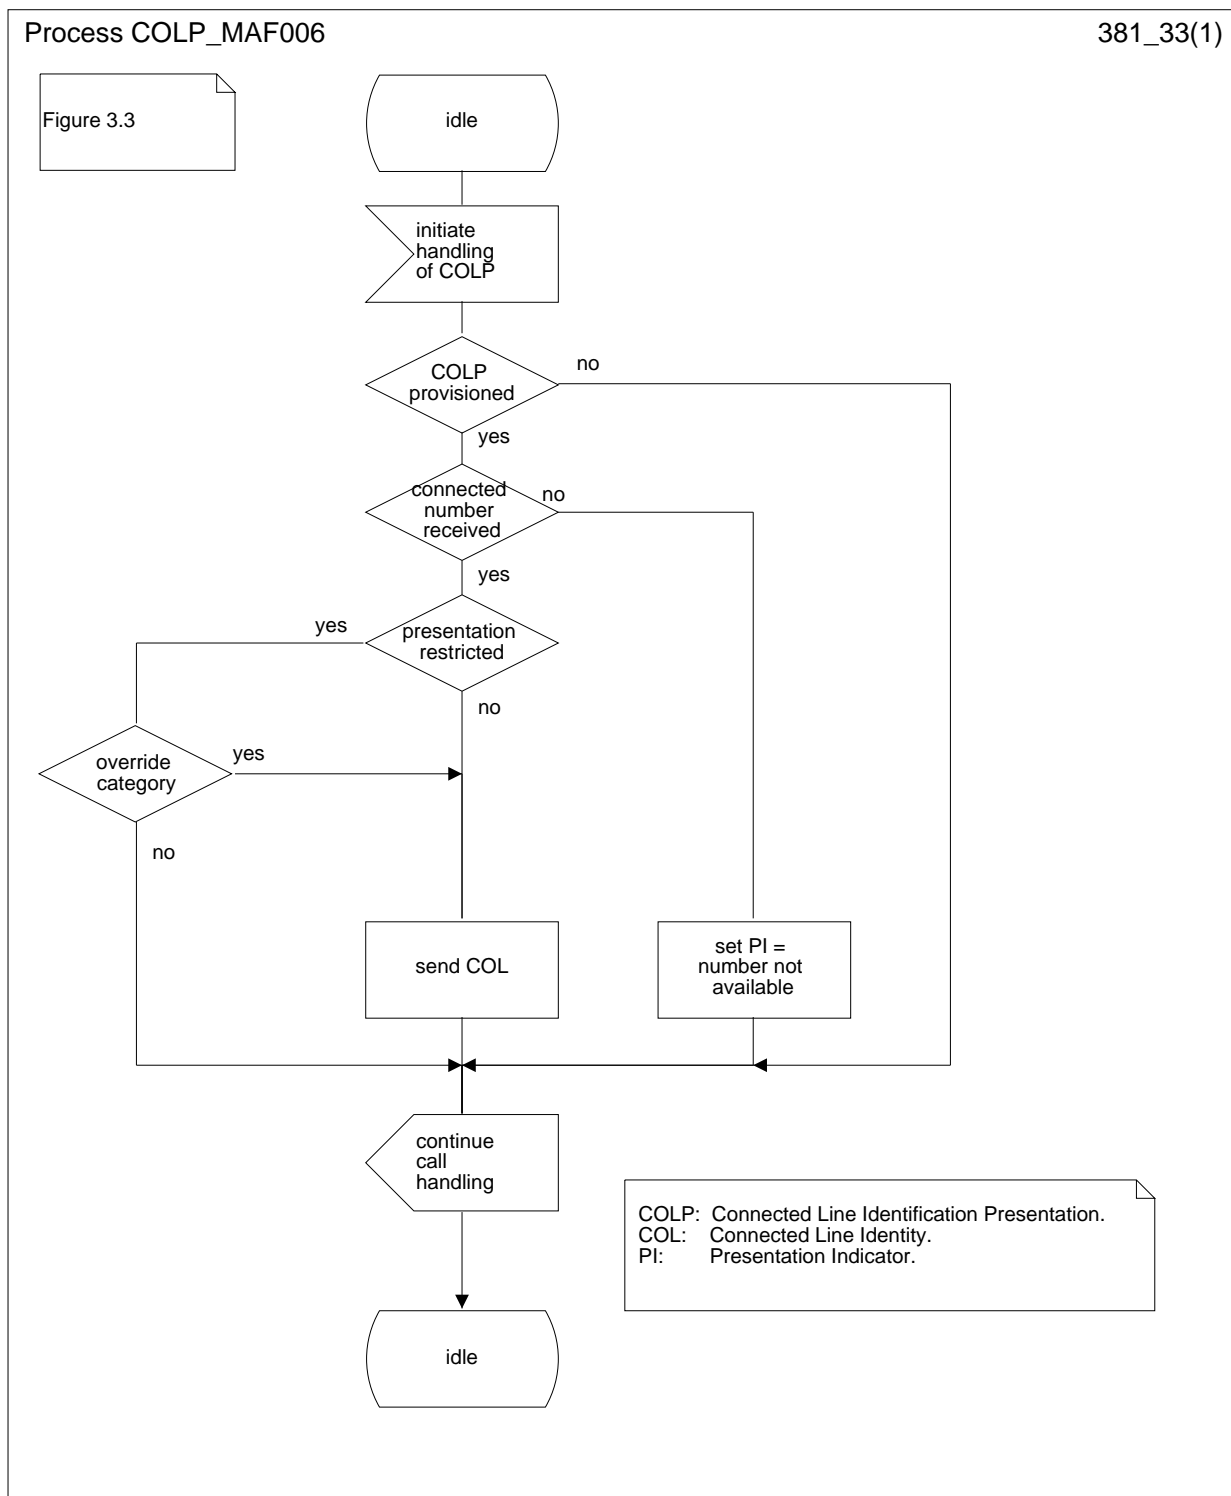 Process COLP_MAF006
381_33(1)
Figure 3.3
idle
initiate
handling
of COLP
COLP
provisioned
no
yes
connected
number
received
no
yes
presentation
restricted
yes
no
override
category
yes
no
send COL
set PI =
number not
available
continue
call
handling
COLP: Connected Line Identification Presentation.
COL: Connected Line Identity.
PI: Presentation Indicator.
idle